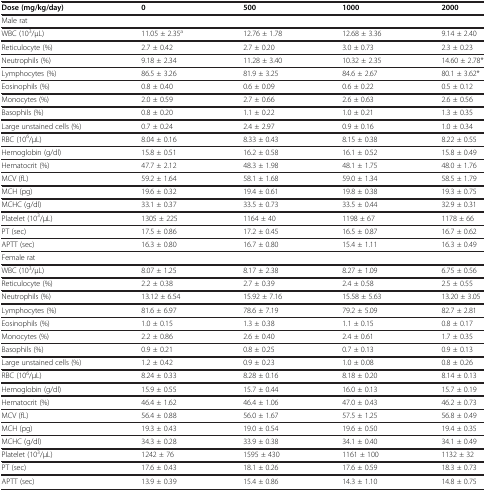 Dose (mg/kg/day) 0 500 1000 2000
Male rat
WBC (10³/μL) 11.05 ± 2.35ᵃ 12.76 ± 1.78 12.68 ± 3.36 9.14 ± 2.40
Reticulocyte (%) 2.7 ± 0.42 2.7 ± 0.20 3.0 ± 0.73 2.3 ± 0.23
Neutrophils (%) 9.18 ± 2.34 11.28 ± 3.40 10.32 ± 2.35 14.60 ± 2.78*
Lymphocytes (%) 86.5 ± 3.26 81.9 ± 3.25 84.6 ± 2.67 80.1 ± 3.62*
Eosinophils (%) 0.8 ± 0.40 0.6 ± 0.09 0.6 ± 0.22 0.5 ± 0.12
Monocytes (%) 2.0 ± 0.59 2.7 ± 0.66 2.6 ± 0.63 2.6 ± 0.56
Basophils (%) 0.8 ± 0.20 1.1 ± 0.22 1.0 ± 0.21 1.3 ± 0.35
Large unstained cells (%) 0.7 ± 0.24 2.4 ± 2.97 0.9 ± 0.16 1.0 ± 0.34
RBC (10⁶/μL) 8.04 ± 0.16 8.33 ± 0.43 8.15 ± 0.38 8.22 ± 0.55
Hemoglobin (g/dl) 15.8 ± 0.51 16.2 ± 0.58 16.1 ± 0.52 15.8 ± 0.49
Hematocrit (%) 47.7 ± 2.12 48.3 ± 1.98 48.1 ± 1.75 48.0 ± 1.76
MCV (fL) 59.2 ± 1.64 58.1 ± 1.68 59.0 ± 1.34 58.5 ± 1.79
MCH (pg) 19.6 ± 0.32 19.4 ± 0.61 19.8 ± 0.38 19.3 ± 0.75
MCHC (g/dl) 33.1 ± 0.37 33.5 ± 0.73 33.5 ± 0.44 32.9 ± 0.31
Platelet (10³/μL) 1305 ± 225 1164 ± 40 1198 ± 67 1178 ± 66
PT (sec) 17.5 ± 0.86 17.2 ± 0.45 16.5 ± 0.87 16.7 ± 0.62
APTT (sec) 16.3 ± 0.80 16.7 ± 0.80 15.4 ± 1.11 16.3 ± 0.49
Female rat
WBC (10³/μL) 8.07 ± 1.25 8.17 ± 2.38 8.27 ± 1.09 6.75 ± 0.56
Reticulocyte (%) 2.2 ± 0.38 2.7 ± 0.39 2.4 ± 0.58 2.5 ± 0.55
Neutrophils (%) 13.12 ± 6.54 15.92 ± 7.16 15.58 ± 5.63 13.20 ± 3.05
Lymphocytes (%) 81.6 ± 6.97 78.6 ± 7.19 79.2 ± 5.09 82.7 ± 2.81
Eosinophils (%) 1.0 ± 0.15 1.3 ± 0.38 1.1 ± 0.15 0.8 ± 0.17
Monocytes (%) 2.2 ± 0.86 2.6 ± 0.40 2.4 ± 0.61 1.7 ± 0.35
Basophils (%) 0.9 ± 0.21 0.8 ± 0.25 0.7 ± 0.13 0.9 ± 0.13
Large unstained cells (%) 1.2 ± 0.42 0.9 ± 0.23 1.0 ± 0.08 0.8 ± 0.26
RBC (10⁶/μL) 8.24 ± 0.33 8.28 ± 0.16 8.18 ± 0.20 8.14 ± 0.13
Hemoglobin (g/dl) 15.9 ± 0.55 15.7 ± 0.44 16.0 ± 0.13 15.7 ± 0.19
Hematocrit (%) 46.4 ± 1.62 46.4 ± 1.06 47.0 ± 0.43 46.2 ± 0.73
MCV (fL) 56.4 ± 0.88 56.0 ± 1.67 57.5 ± 1.25 56.8 ± 0.49
MCH (pg) 19.3 ± 0.43 19.0 ± 0.54 19.6 ± 0.50 19.4 ± 0.35
MCHC (g/dl) 34.3 ± 0.28 33.9 ± 0.38 34.1 ± 0.40 34.1 ± 0.49
Platelet (10³/μL) 1242 ± 76 1595 ± 430 1161 ± 100 1132 ± 32
PT (sec) 17.6 ± 0.43 18.1 ± 0.26 17.6 ± 0.59 18.3 ± 0.73
APTT (sec) 13.9 ± 0.39 15.4 ± 0.86 14.3 ± 1.10 14.8 ± 0.75